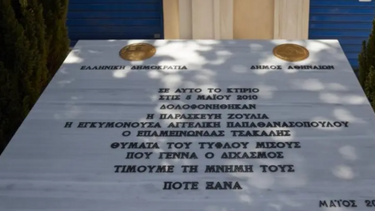 ΕΛΛΗΝΙΚΗ ΔΗΜΟΚΡΑΤΙΑ ΔΗΜΟΣ ΑΘΗΝΑΙΩΝ
ΣΕ ΑΥΤΟ ΤΟ ΚΤΙΡΙΟ
ΣΤΙΣ 5 ΜΑΪΟΥ 2010
ΔΟΛΟΦΟΝΗΘΗΚΑΝ
Η ΠΑΡΑΣΚΕΥΗ ΖΟΥΛΙΑ
Η ΕΓΚΥΜΟΝΟΥΣΑ ΑΓΓΕΛΙΚΗ ΠΑΠΑΘΑΝΑΣΟΠΟΥΛΟΥ
Ο ΕΠΑΜΕΙΝΩΝΔΑΣ ΤΣΑΚΑΛΗΣ
ΘΥΜΑΤΑ ΤΟΥ ΤΥΦΛΟΥ ΜΙΣΟΥΣ
ΠΟΥ ΓΕΝΝΑ Ο ΔΙΧΑΣΜΟΣ
ΤΙΜΟΥΜΕ ΤΗ ΜΝΗΜΗ ΤΟΥΣ
ΠΟΤΕ ΞΑΝΑ
ΜΑΪΟΣ